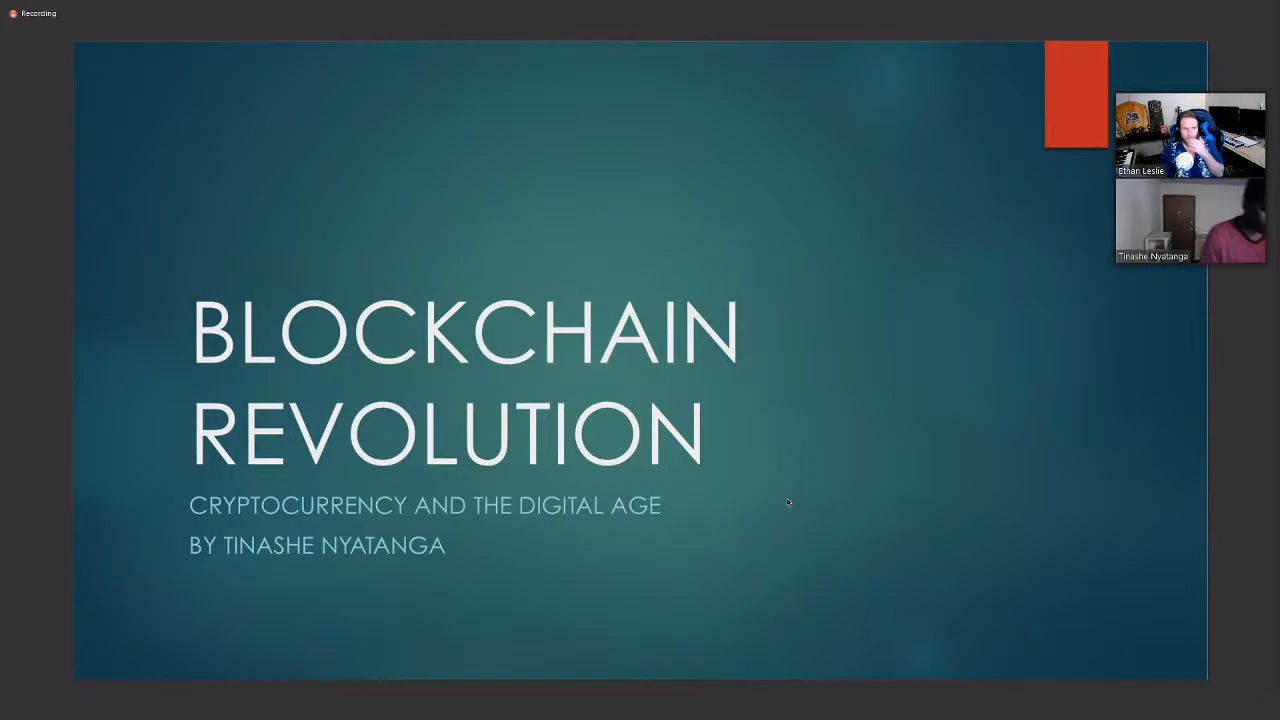 Recording
BLOCKCHAIN
REVOLUTION
CRYPTOCURRENCY AND THE DIGITAL AGE
BY TINASHE NYATANGA
Ethan Leslie
Tinashe Nyatanga